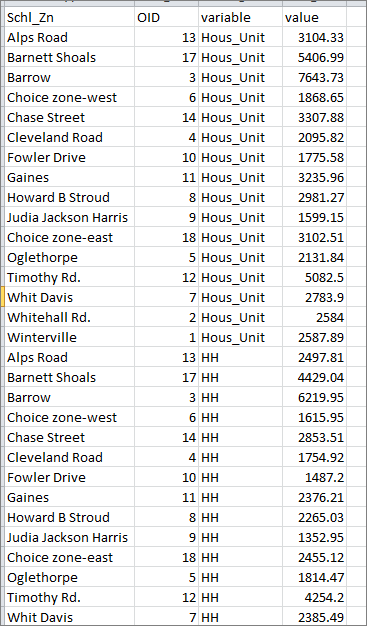 Schl_Zn OID variable value
Alps Road 13 Hous_Unit 3104.33
Barnett Shoals 17 Hous_Unit 5406.99
Barrow 3 Hous_Unit 7643.73
Choice zone-west 6 Hous_Unit 1868.65
Chase Street 14 Hous_Unit 3307.88
Cleveland Road 4 Hous_Unit 2095.82
Fowler Drive 10 Hous_Unit 1775.58
Gaines 11 Hous_Unit 3235.96
Howard B Stroud 8 Hous_Unit 2981.27
Judia Jackson Harris 9 Hous_Unit 1599.15
Choice zone-east 18 Hous_Unit 3102.51
Oglethorpe 5 Hous_Unit 2131.84
Timothy Rd. 12 Hous_Unit 5082.5
Whit Davis 7 Hous_Unit 2783.9
Whitehall Rd. 2 Hous_Unit 2584
Winterville 1 Hous_Unit 2587.89
Alps Road 13 HH 2497.81
Barnett Shoals 17 HH 4429.04
Barrow 3 HH 6219.95
Choice zone-west 6 HH 1615.95
Chase Street 14 HH 2853.51
Cleveland Road 4 HH 1754.92
Fowler Drive 10 HH 1487.2
Gaines 11 HH 2376.21
Howard B Stroud 8 HH 2265.03
Judia Jackson Harris 9 HH 1352.95
Choice zone-east 18 HH 2455.12
Oglethorpe 5 HH 1814.47
Timothy Rd. 12 HH 4254.2
Whit Davis 7 HH 2385.49